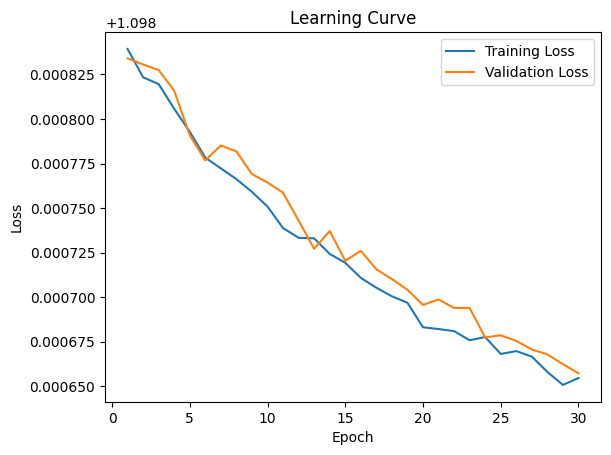 Learning Curve
+1.098
Training Loss
Validation Loss
0.000825
0.000800
0.000775
0.000750
0.000725
0.000700
0.000675
0.000650
Loss
0 5 10 15 20 25 30
Epoch